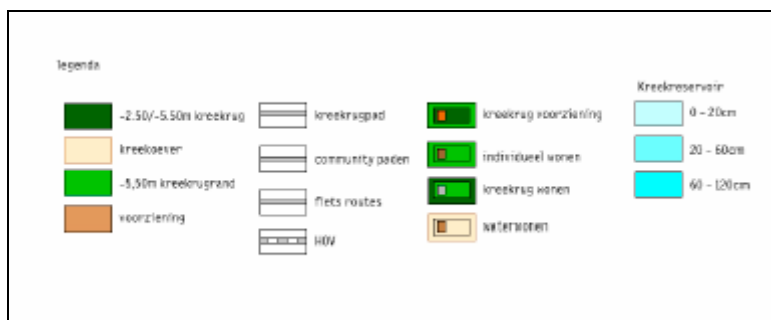 legenda
-2.50/-5.50m kreekrug
kreekoever
-5,50m kreekrugrand
voorziening
kreekrugpad
community paden
fiets routes
HOV
kreekrug voorziening
individueel wonen
kreekrug wonen
waterwonen
Kreekreservoir
0 - 20cm
20 - 60cm
60 - 120cm